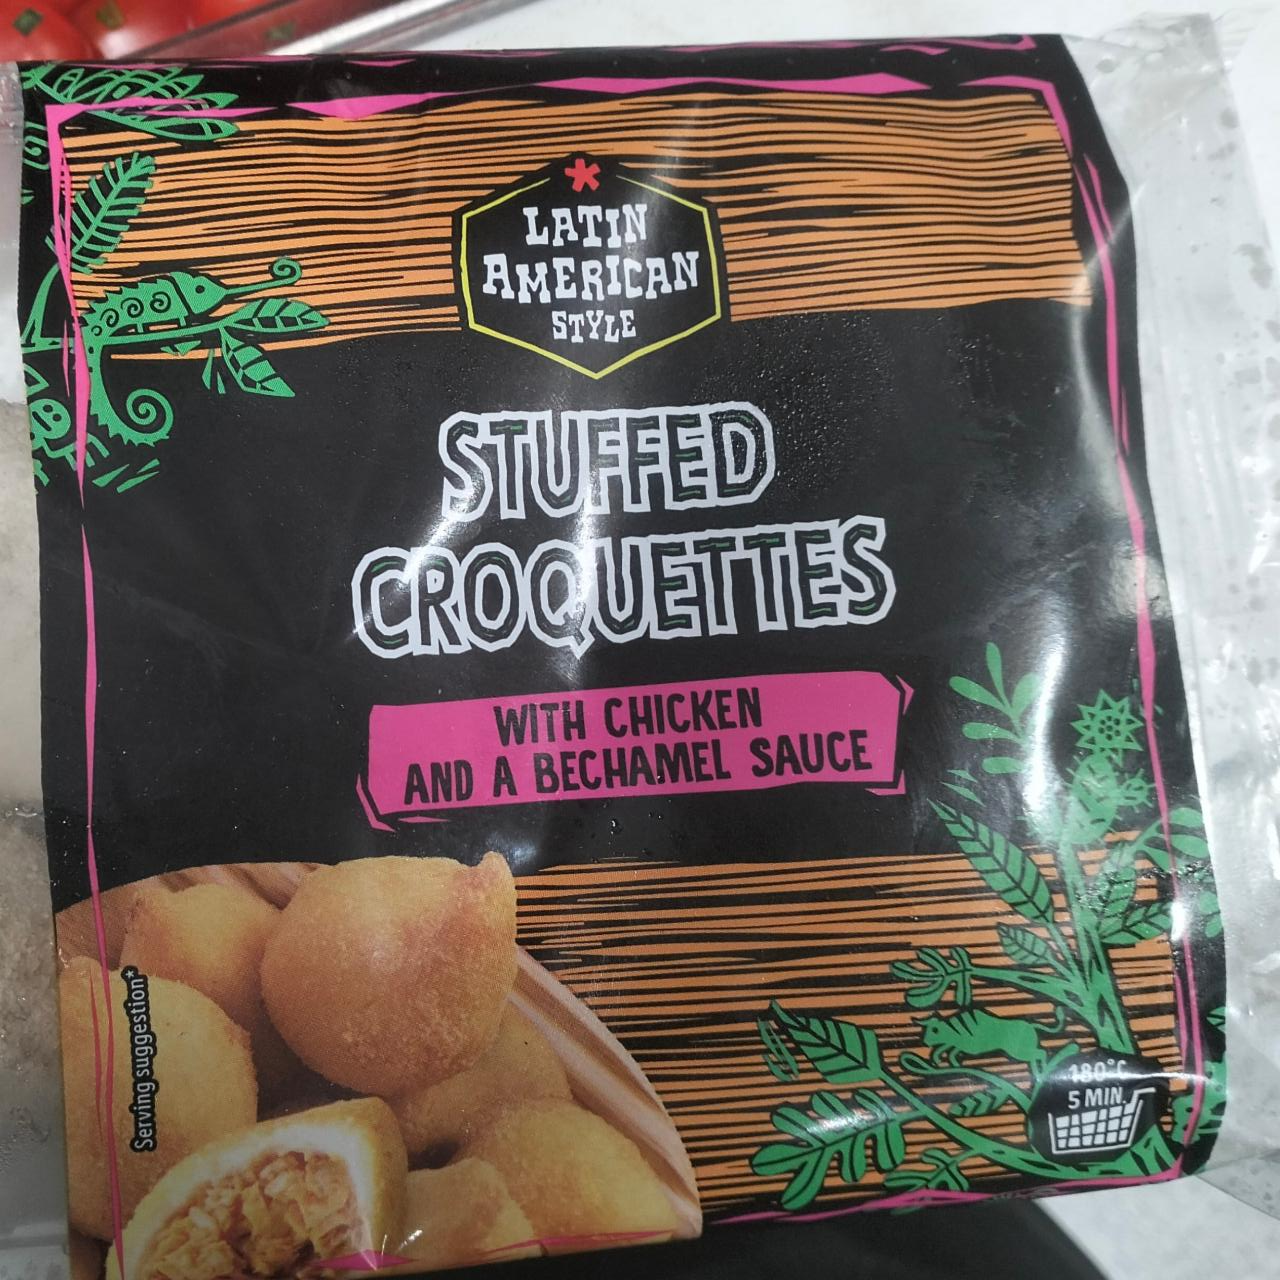 LATIN
AMERICAN
STYLE
STUFFED
CROQUETTES
WITH CHICKEN
AND A BECHAMEL SAUCE
Serving suggestion*
180°C
5 MIN.